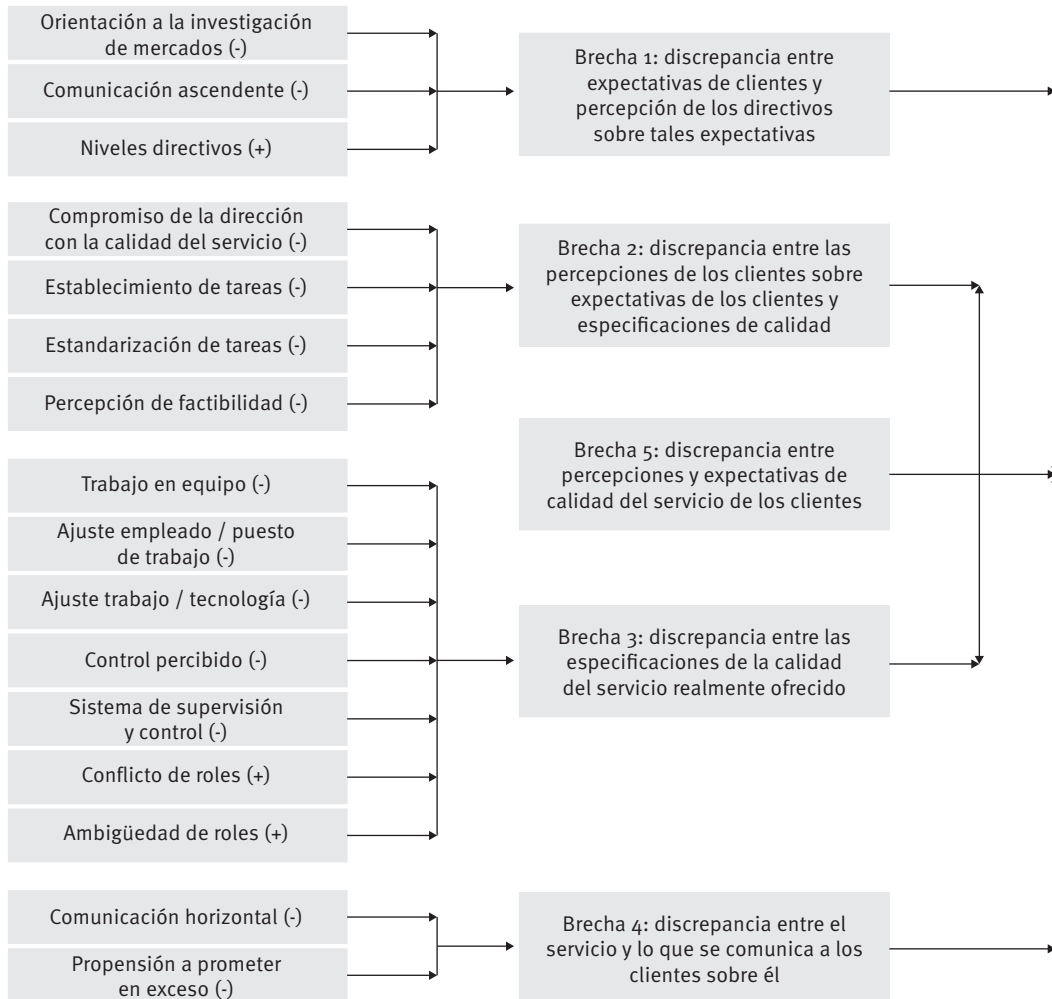 Orientación a la investigación
de mercados (-)
Comunicación ascendente (-)
Niveles directivos (+)
Brecha 1: discrepancia entre
expectativas de clientes y
percepción de los directivos
sobre tales expectativas
Compromiso de la dirección
con la calidad del servicio (-)
Establecimiento de tareas (-)
Estandarización de tareas (-)
Percepción de factibilidad (-)
Brecha 2: discrepancia entre las
percepciones de los clientes sobre
expectativas de los clientes y
especificaciones de calidad
Brecha 5: discrepancia entre
percepciones y expectativas de
calidad del servicio de los clientes
Trabajo en equipo (-)
Ajuste empleado / puesto
de trabajo (-)
Ajuste trabajo / tecnología (-)
Control percibido (-)
Sistema de supervisión
y control (-)
Conflicto de roles (+)
Ambigüedad de roles (+)
Brecha 3: discrepancia entre las
especificaciones de la calidad
del servicio realmente ofrecido
Comunicación horizontal (-)
Propensión a prometer
en exceso (-)
Brecha 4: discrepancia entre el
servicio y lo que se comunica a los
clientes sobre él